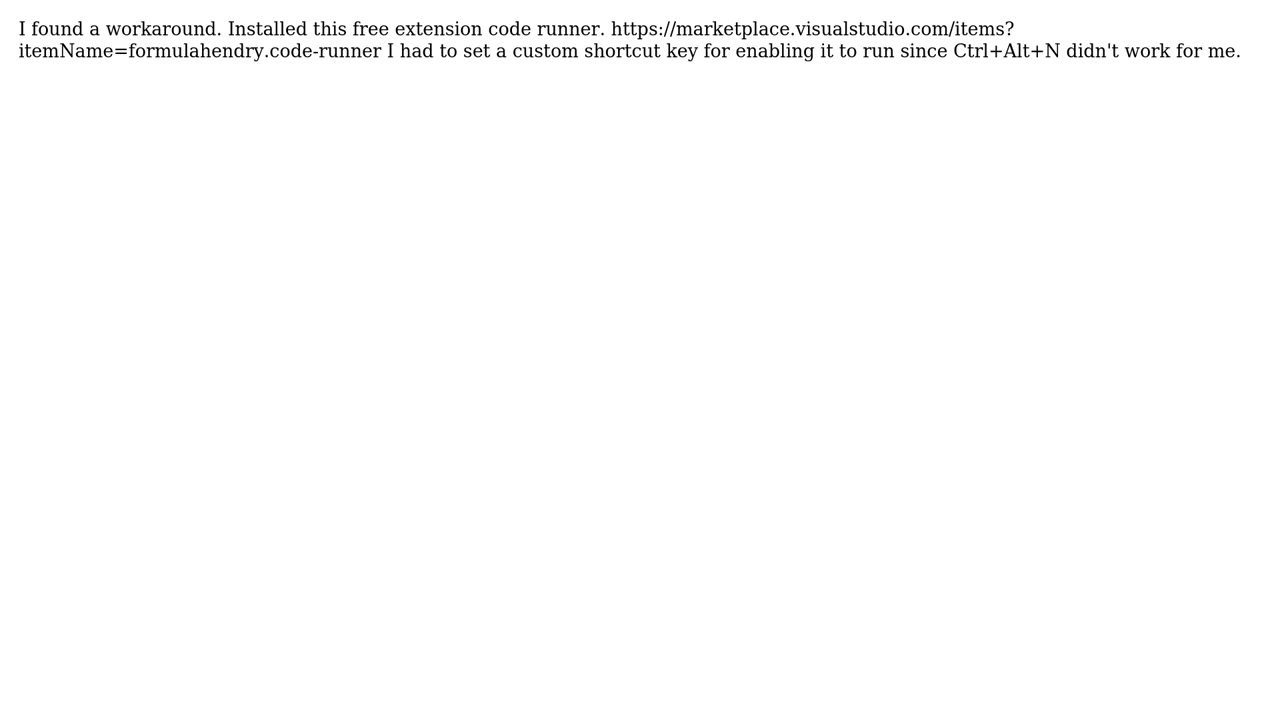 I found a workaround. Installed this free extension code runner. https://marketplace.visualstudio.com/items?
itemName=formulahendry.code-runner I had to set a custom shortcut key for enabling it to run since Ctrl+Alt+N didn't work for me.